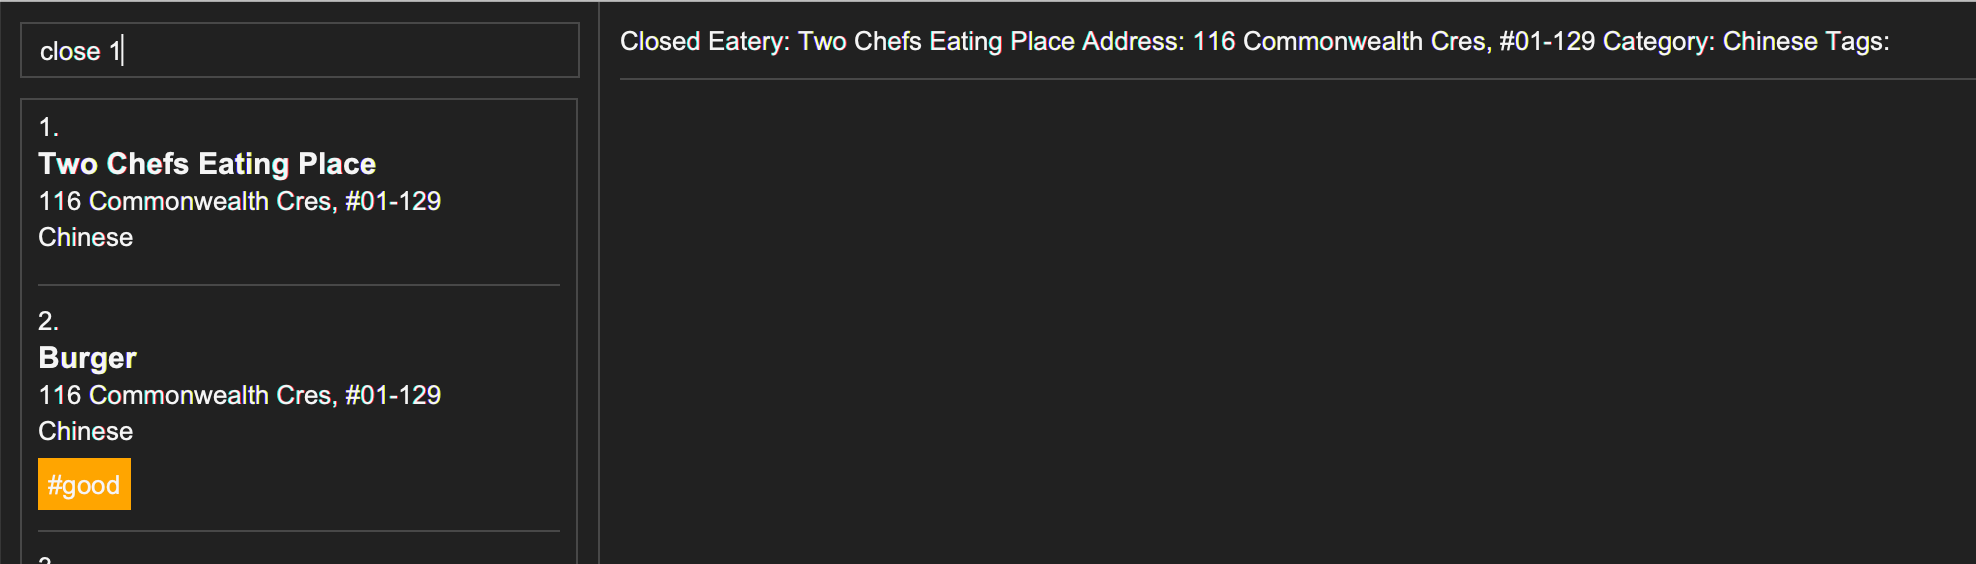 close 1
Closed Eatery: Two Chefs Eating Place Address: 116 Commonwealth Cres, #01-129 Category: Chinese Tags:
1.
Two Chefs Eating Place
116 Commonwealth Cres, #01-129
Chinese
2.
Burger
116 Commonwealth Cres, #01-129
Chinese
#good